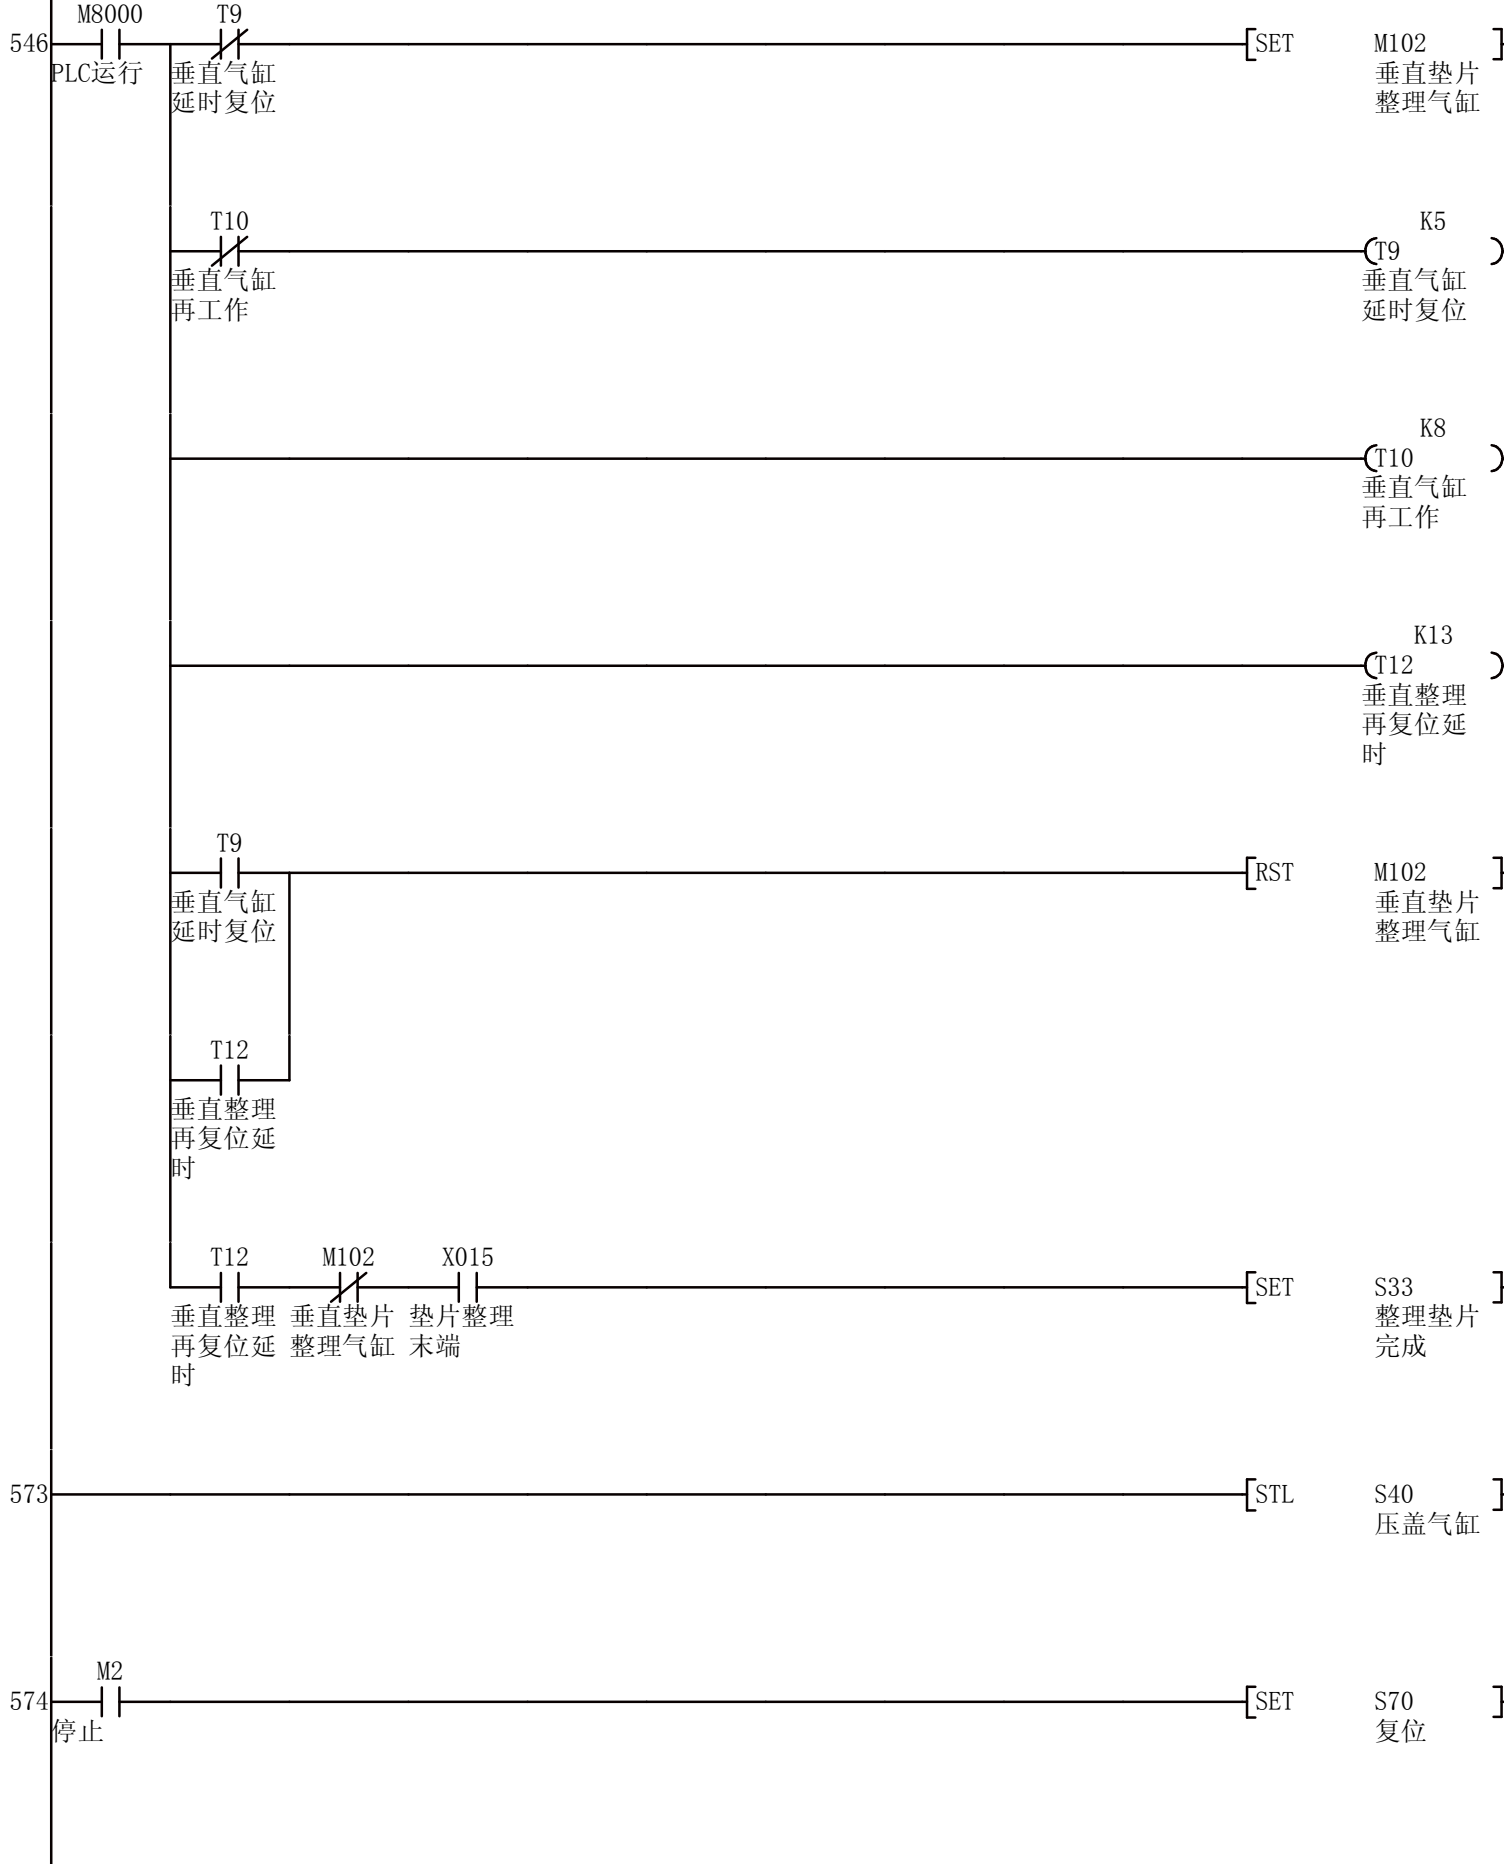 M8000 T9
546 [SET M102 ]
PLC运行 垂直气缸 垂直垫片
延时复位 整理气缸
T10 K5
(T9 )
垂直气缸 垂直气缸
再工作 延时复位
K8
(T10 )
垂直气缸
再工作
K13
(T12 )
垂直整理
再复位延
时
T9
[RST M102 ]
垂直气缸 垂直垫片
延时复位 整理气缸
T12
垂直整理
再复位延
时
T12 M102 X015
[SET S33 ]
垂直整理 垂直垫片 垫片整理 整理垫片
再复位延 整理气缸 末端 完成
时
573 [STL S40 ]
压盖气缸
M2
574 [SET S70 ]
停止 复位